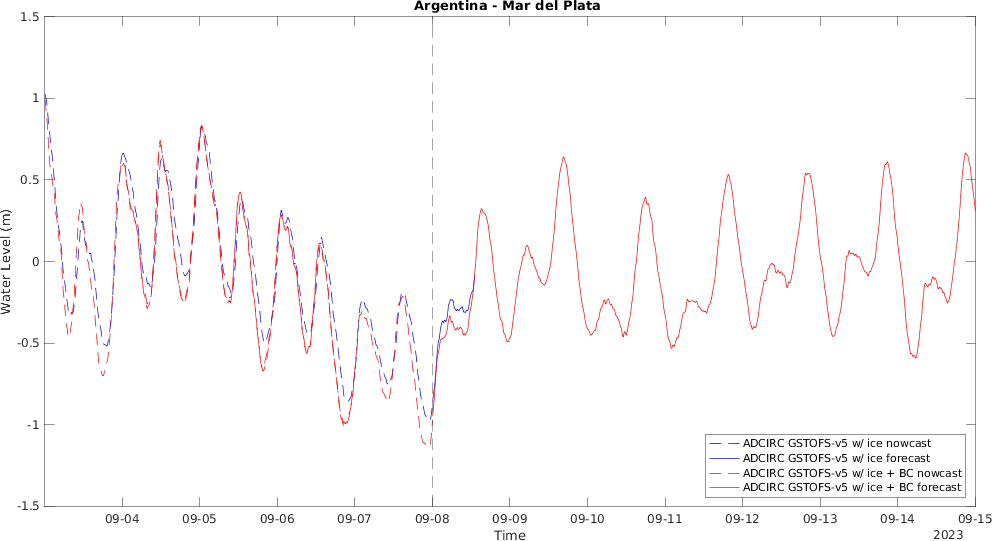 Argentina - Mar del Plata
Water Level (m)
1.5
1
0.5
0
-0.5
-1
-1.5
ADCIRC GSTOFS-v5 w/ ice nowcast
ADCIRC GSTOFS-v5 w/ ice forecast
ADCIRC GSTOFS-v5 w/ ice + BC nowcast
ADCIRC GSTOFS-v5 w/ ice + BC forecast
09-04 09-05 09-06 09-07 09-08 09-09 09-10 09-11 09-12 09-13 09-14 09-15
Time
2023